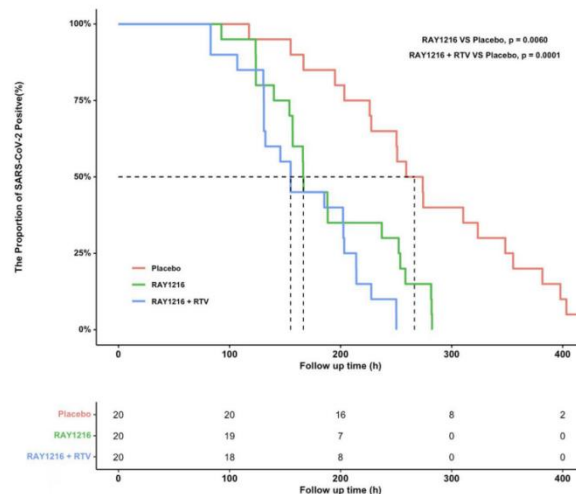 100%
RAY1216 VS Placebo, p = 0.0060
RAY1216 + RTV VS Placebo, p = 0.0001
75%
The Proportion of SARS-CoV-2 Positve(%)
50%
25%
Placebo
RAY1216
RAY1216 + RTV
0%
0 100 200 300 400
Follow up time (h)
Placebo 20 20 16 8 2
RAY1216 20 19 7 0 0
RAY1216 + RTV 20 18 8 0 0
0 100 200 300 400
Follow up time (h)